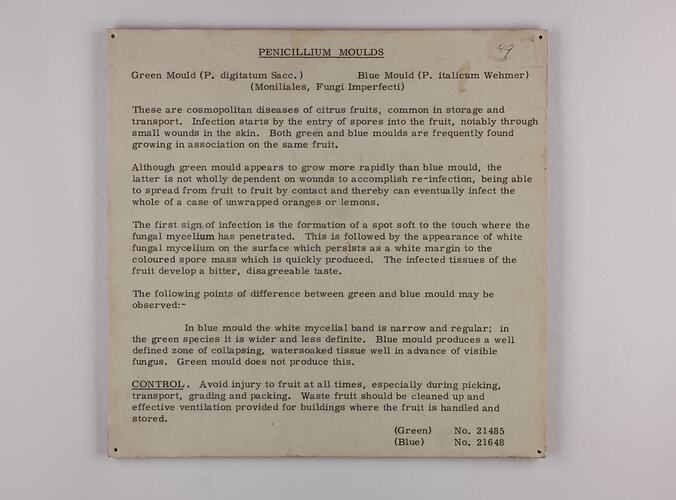 49
PENICILLIUM MOULDS
Green Mould (P. digitatum Sacc.) Blue Mould (P. italicum Wehmer)
(Moniliales, Fungi Imperfecti)
These are cosmopolitan diseases of citrus fruits, common in storage and
transport. Infection starts by the entry of spores into the fruit, notably through
small wounds in the skin. Both green and blue moulds are frequently found
growing in association on the same fruit.
Although green mould appears to grow more rapidly than blue mould, the
latter is not wholly dependent on wounds to accomplish re-infection, being able
to spread from fruit to fruit by contact and thereby can eventually infect the
whole of a case of unwrapped oranges or lemons.
The first sign of infection is the formation of a spot soft to the touch where the
fungal mycelium has penetrated. This is followed by the appearance of white
fungal mycelium on the surface which persists as a white margin to the
coloured spore mass which is quickly produced. The infected tissues of the
fruit develop a bitter, disagreeable taste.
The following points of difference between green and blue mould may be
observed:-
In blue mould the white mycelial band is narrow and regular; in
the green species it is wider and less definite. Blue mould produces a well
defined zone of collapsing, watersoaked tissue well in advance of visible
fungus. Green mould does not produce this.
CONTROL. Avoid injury to fruit at all times, especially during picking,
transport, grading and packing. Waste fruit should be cleaned up and
effective ventilation provided for buildings where the fruit is handled and
stored.
(Green) No. 21485
(Blue) No. 21648